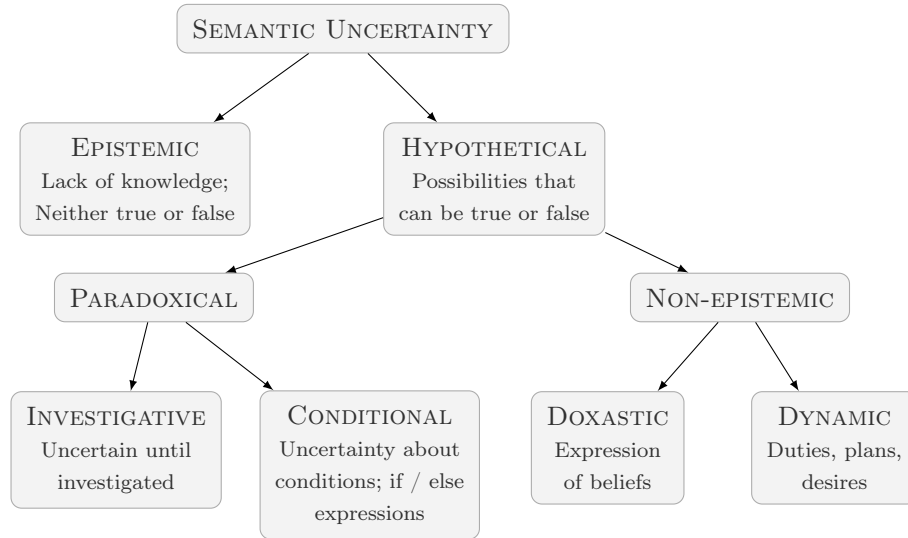 SEMANTIC UNCERTAINTY
EPISTEMIC
Lack of knowledge;
Neither true or false
HYPOTHETICAL
Possibilities that
can be true or false
PARADOXICAL
NON-EPISTEMIC
INVESTIGATIVE
Uncertain until
investigated
CONDITIONAL
Uncertainty about
conditions; if / else
expressions
DOXASTIC
Expression
of beliefs
DYNAMIC
Duties, plans,
desires